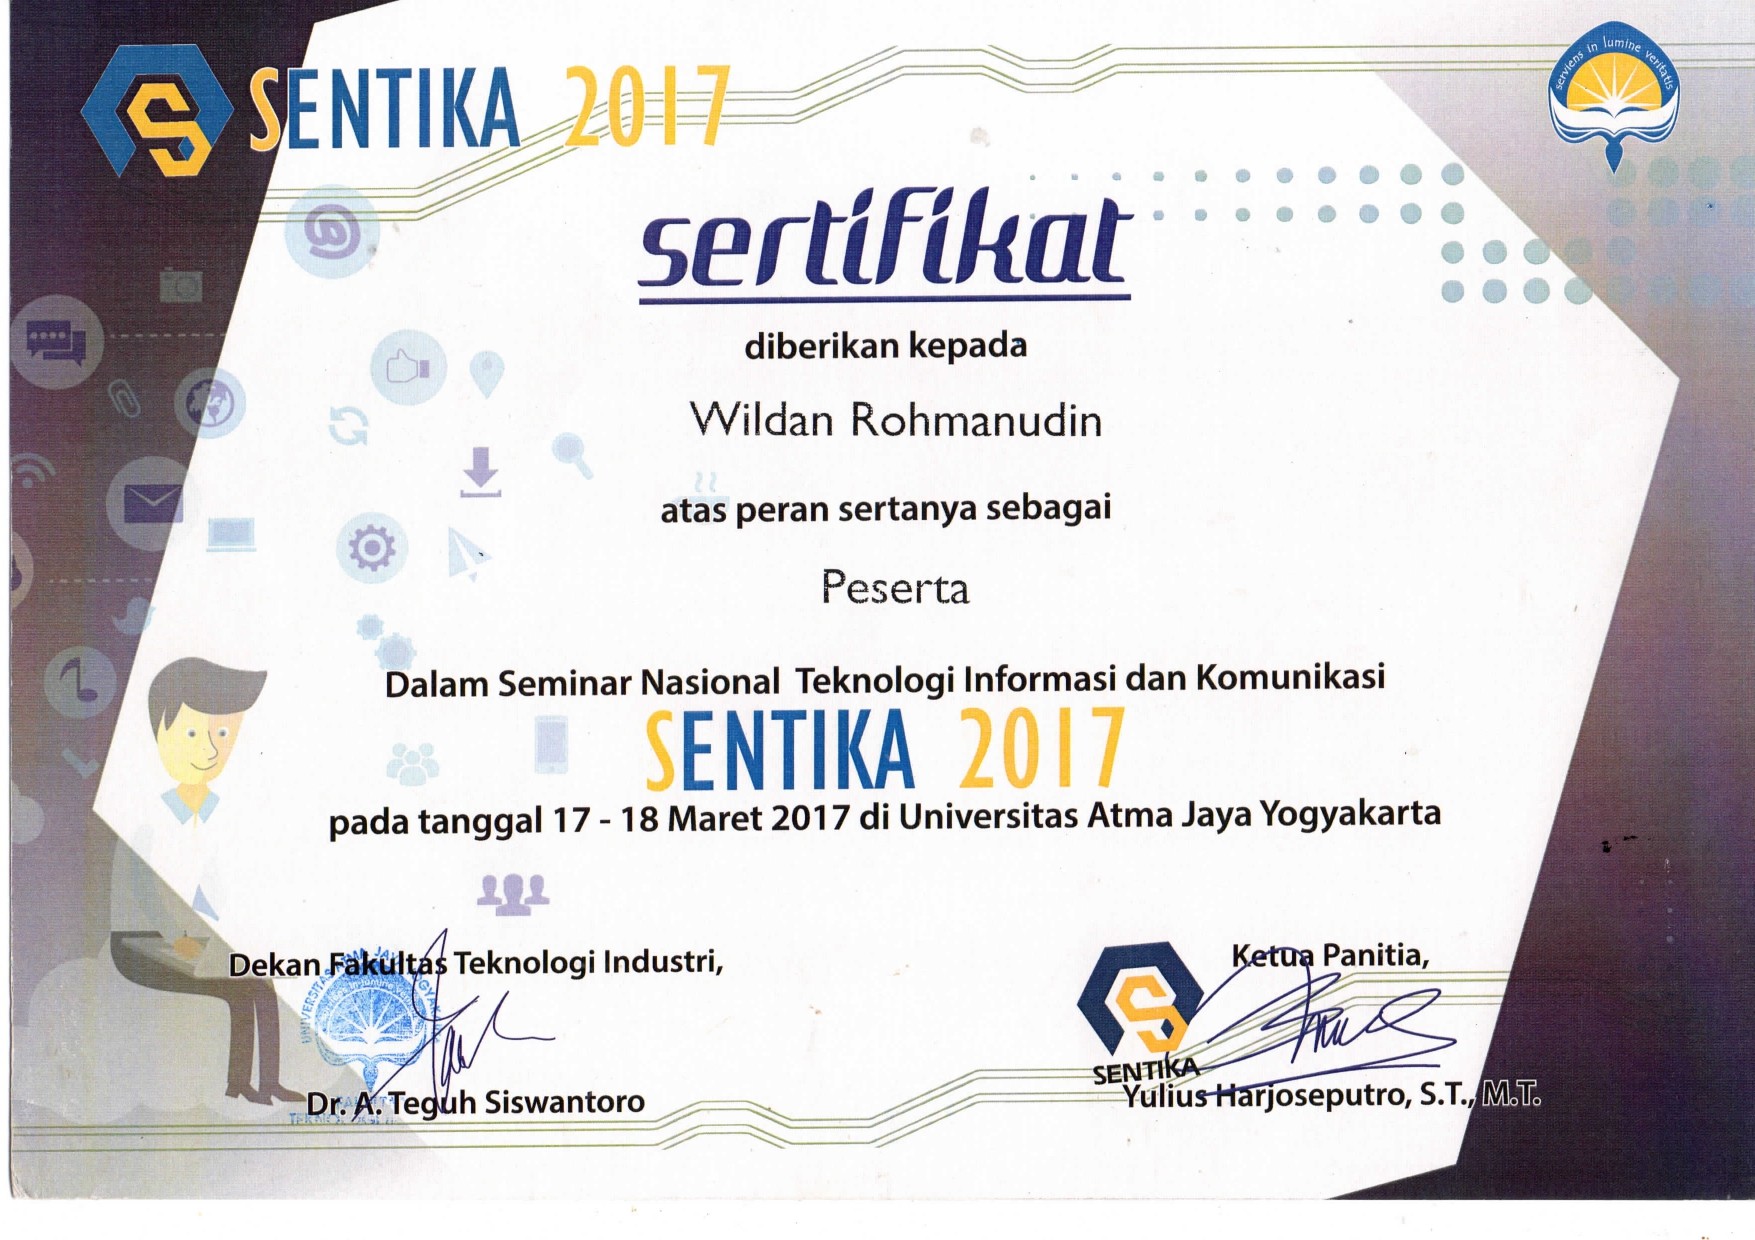 SENTIKA 2017
serviens in lumine veritatis
sertifikat
diberikan kepada
Wildan Rohmanudin
atas peran sertanya sebagai
Peserta
Dalam Seminar Nasional Teknologi Informasi dan Komunikasi
SENTIKA 2017
pada tanggal 17 - 18 Maret 2017 di Universitas Atma Jaya Yogyakarta
Dekan Fakultas Teknologi Industri,
Dr. A. Teguh Siswantoro
Ketua Panitia,
SENTIKA
Yulius Harjoseputro, S.T., M.T.